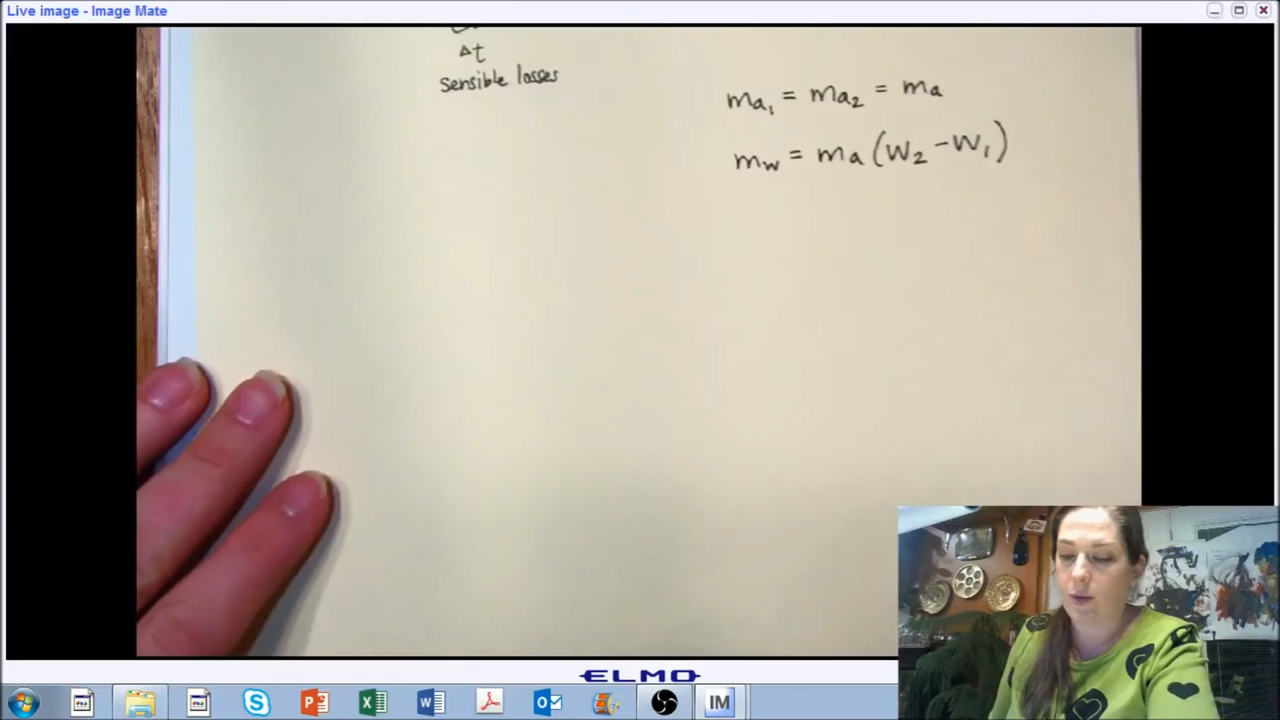 Live image - Image Mate
Δt
Sensible losses
ma₁ = ma₂ = ma
mw = ma (W₂ - W₁)
ELMO
IM